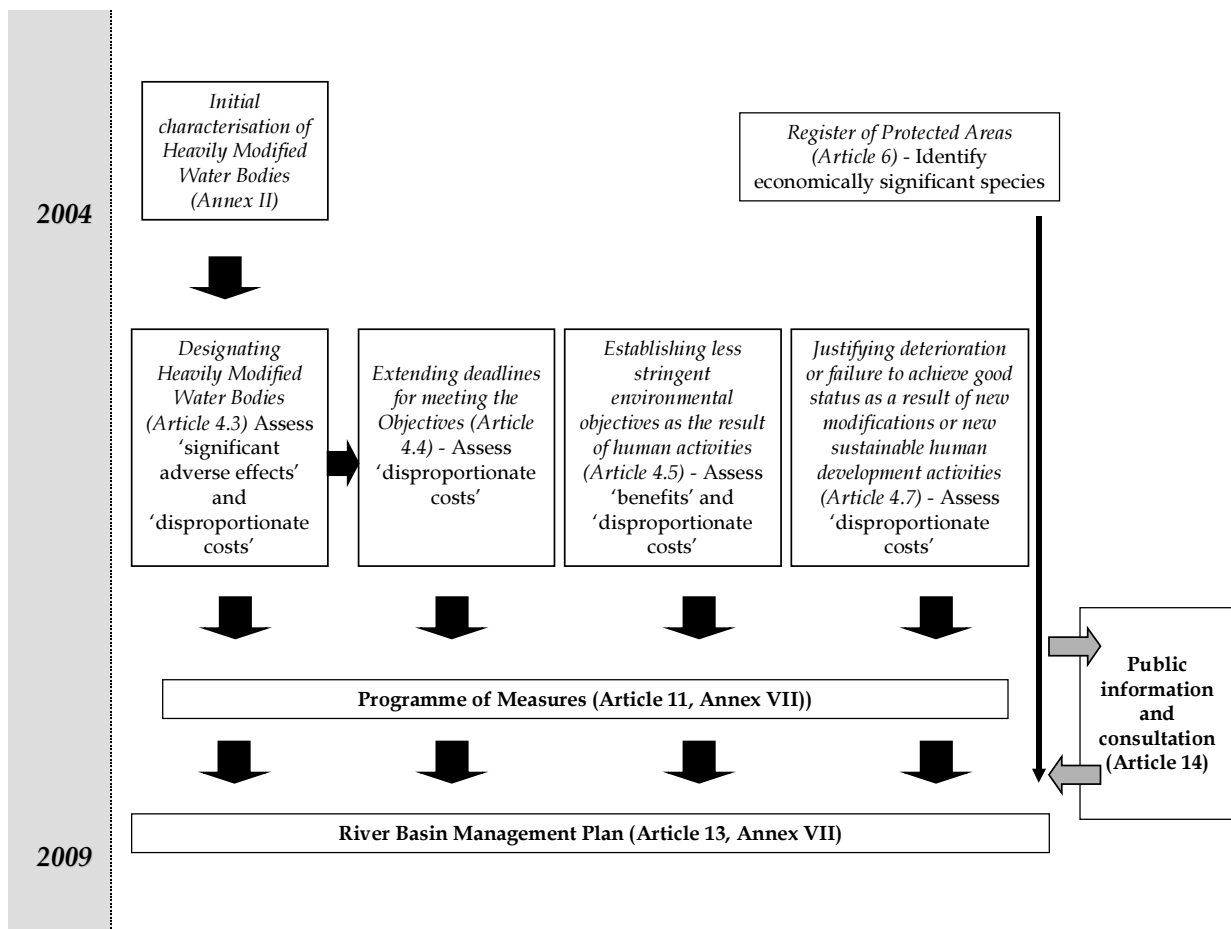 Initial
characterisation of
Heavily Modified
Water Bodies
(Annex II)
Register of Protected Areas
(Article 6) - Identify
economically significant species
2004
Designating
Heavily Modified
Water Bodies
(Article 4.3) Assess
‘significant
adverse effects’
and
‘disproportionate
costs’
Extending deadlines
for meeting the
Objectives (Article
4.4) - Assess
‘disproportionate
costs’
Establishing less
stringent
environmental
objectives as the result
of human activities
(Article 4.5) - Assess
‘benefits’ and
‘disproportionate
costs’
Justifying deterioration
or failure to achieve good
status as a result of new
modifications or new
sustainable human
development activities
(Article 4.7) - Assess
‘disproportionate
costs’
Public
information
and
consultation
(Article 14)
Programme of Measures (Article 11, Annex VII))
River Basin Management Plan (Article 13, Annex VII)
2009